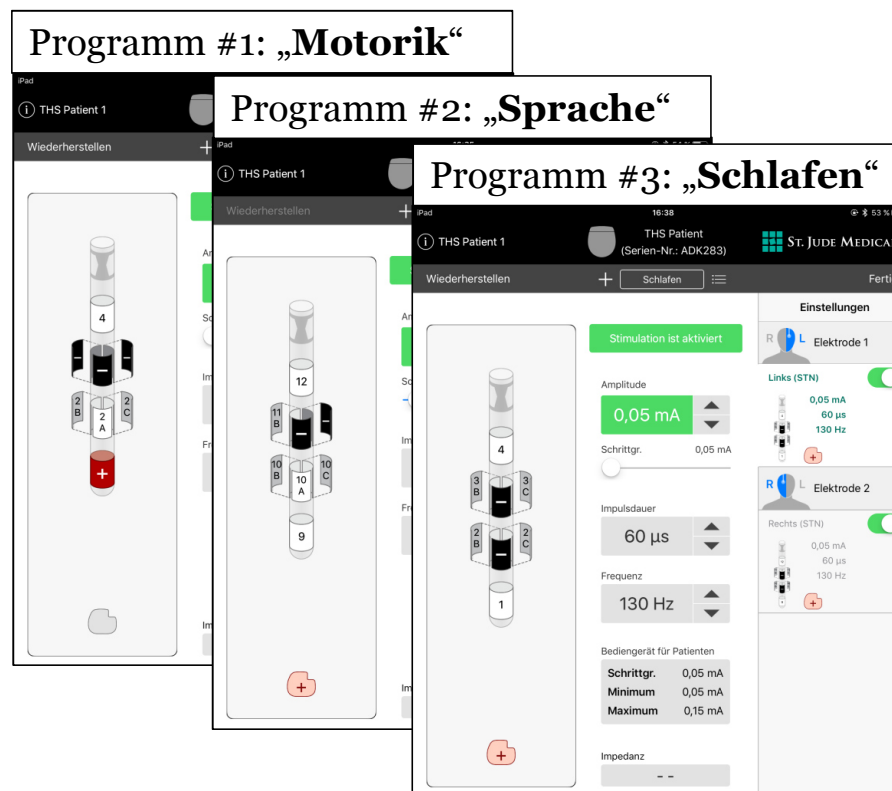 Programm #1: „Motorik“
iPad
THS Patient 1
Wiederherstellen
+
4
-
-
-
2
B
2
A
2
C
+
Programm #2: „Sprache“
iPad
THS Patient 1
Wiederherstellen
+
12
11
B
-
-
10
B
10
A
10
C
9
+
Programm #3: „Schlafen“
iPad
16:38
53 %
THS Patient 1
THS Patient
(Serien-Nr.: ADK283)
ST. JUDE MEDICA
Wiederherstellen
+
Schlafen
Ferti
4
3
B
-
3
C
2
B
-
2
C
1
+
Stimulation ist aktiviert
Amplitude
0,05 mA
Schrittgr. 0,05 mA
Impulsdauer
60 µs
Frequenz
130 Hz
Bediengerät für Patienten
Schrittgr. 0,05 mA
Minimum 0,05 mA
Maximum 0,15 mA
Impedanz
- -
Einstellungen
R L Elektrode 1
Links (STN)
0,05 mA
60 µs
130 Hz
+
R L Elektrode 2
Rechts (STN)
0,05 mA
60 µs
130 Hz
+